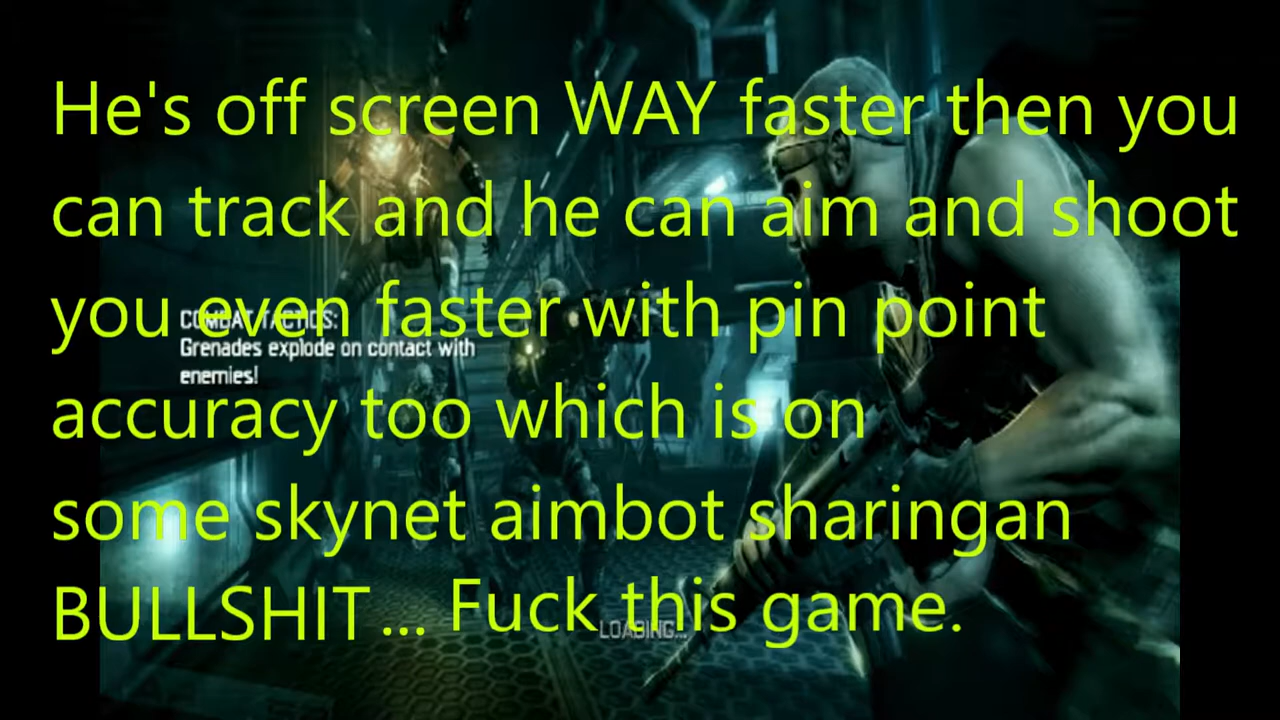 He's off screen WAY faster then you
can track and he can aim and shoot
you even faster with pin point
accuracy too which is on
some skynet aimbot sharingan
BULLSHIT... Fuck this game.
COMBAT TACTICS:
Grenades explode on contact with
enemies!
LOADING...